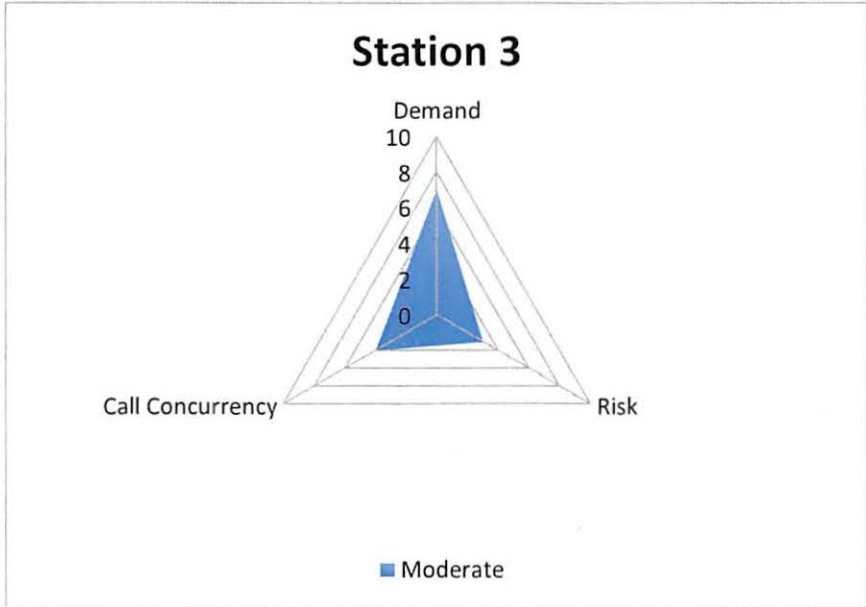 Station 3
Demand
10
8
6
4
2
0
Call Concurrency
Risk
Moderate